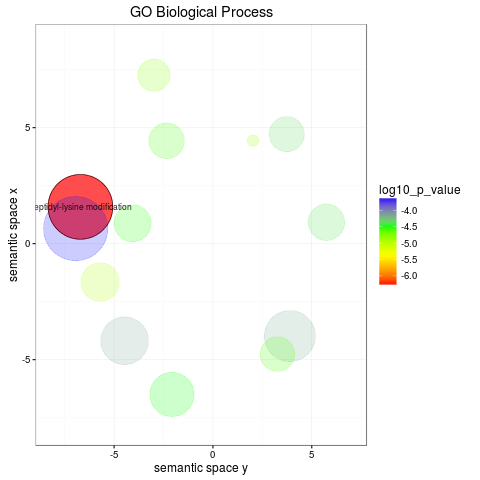 GO Biological Process
log10_p_value
-4.0
-4.5
-5.0
-5.5
-6.0
5
0
-5
semantic space x
eptidyl-lysine modification
-5
0
5
semantic space y